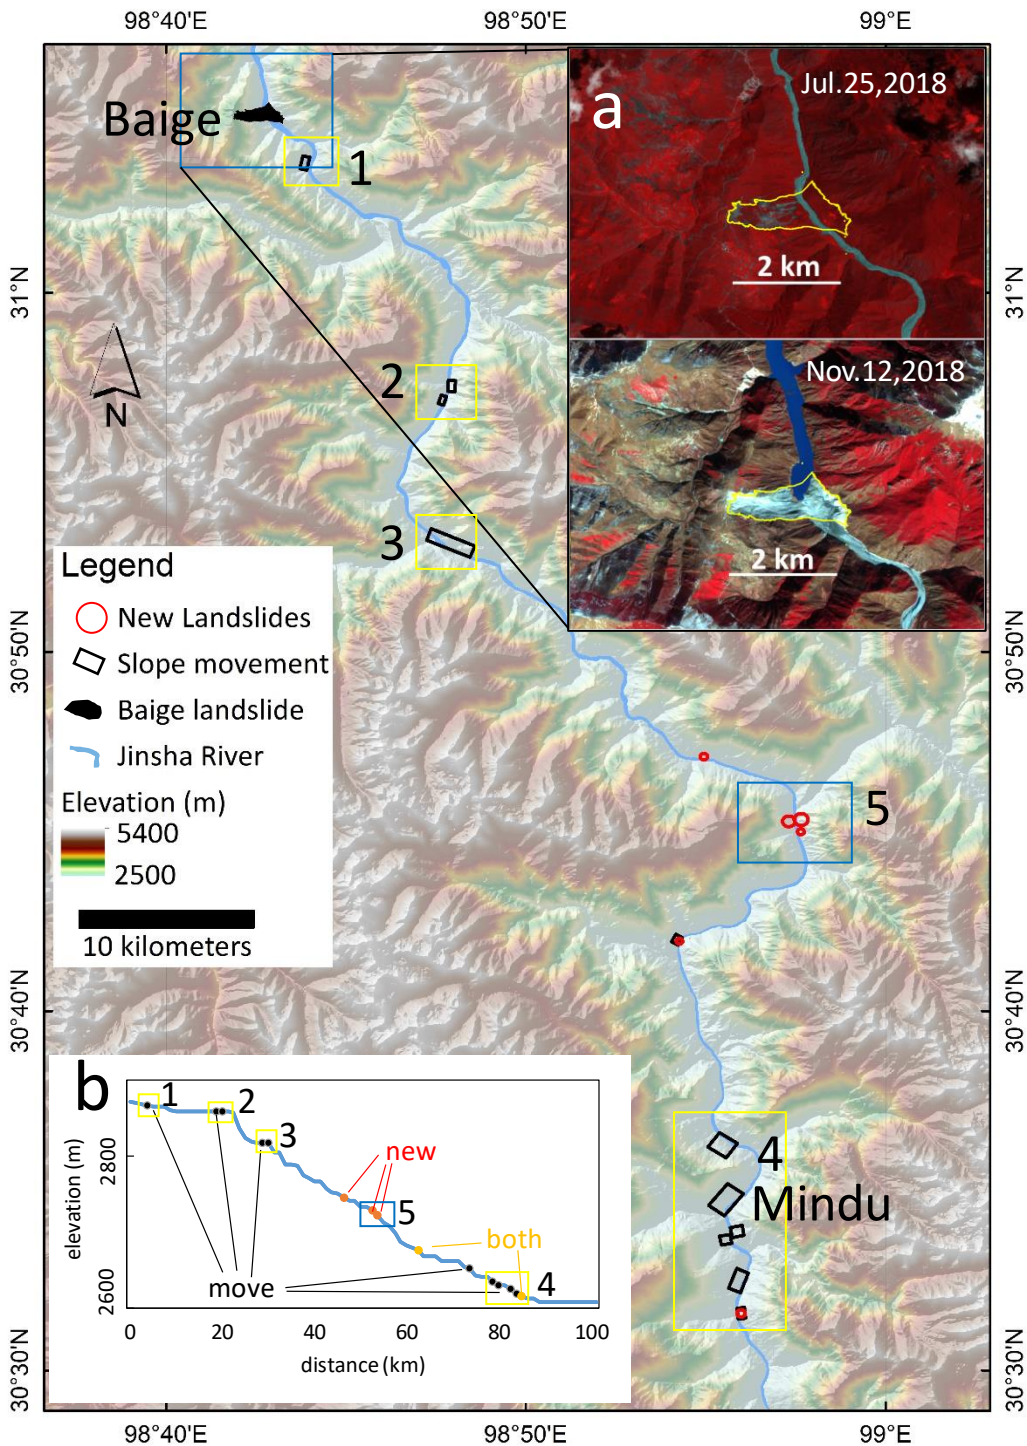 98°40'E
98°50'E
99°E
Baige
1
a
Jul.25,2018
2 km
31°N
31°N
2
N
Nov.12,2018
2 km
3
Legend
New Landslides
Slope movement
Baige landslide
Jinsha River
Elevation (m)
5400
2500
10 kilometers
30°50'N
30°50'N
5
30°40'N
30°40'N
4
Mindu
b
1
2
3
new
5
both
move
4
elevation (m)
2800
2600
0
20
40
60
80
100
distance (km)
30°30'N
30°30'N
98°40'E
98°50'E
99°E